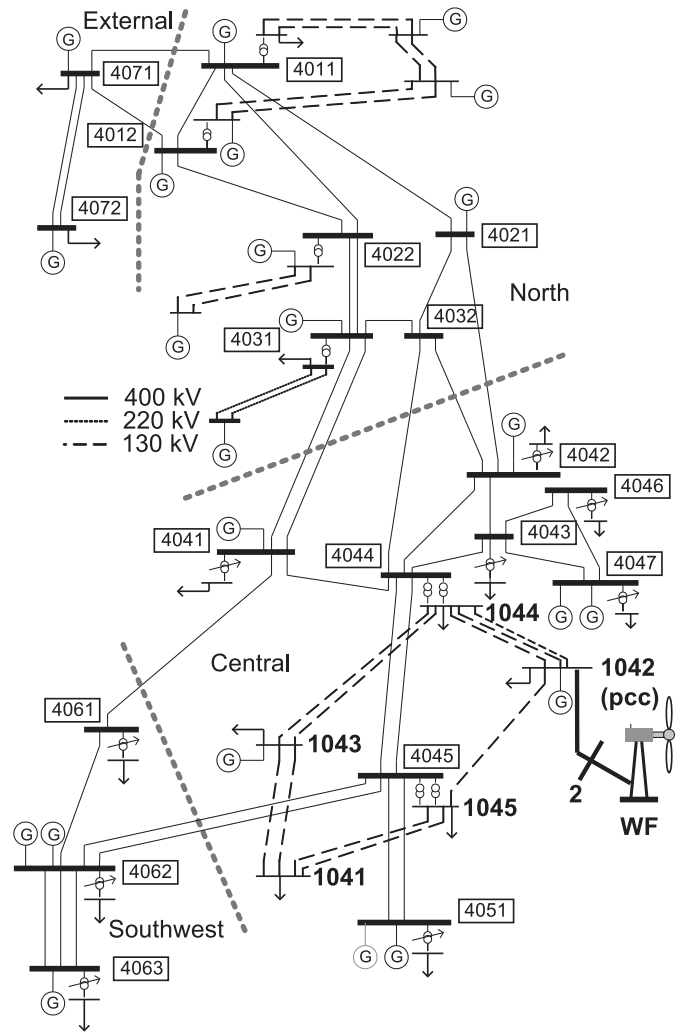 External
G
G
G
4071
4011
G
4012
G
G
4072
G
G
4021
4022
G
North
G
4032
G
4031
400 kV
220 kV
130 kV
G
G
4042
4046
G
4043
4041
4044
4047
G G
1044
Central
1042
(pcc)
G
4061
1043
G
4045
2
WF
1045
G G
4062
1041
4051
Southwest
G G
4063
G